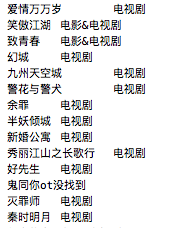 爱情万万岁 电视剧
笑傲江湖 电影&电视剧
致青春 电影&电视剧
幻城 电视剧
九州天空城 电视剧
警花与警犬 电视剧
余罪 电视剧
半妖倾城 电视剧
新婚公寓 电视剧
秀丽江山之长歌行 电视剧
好先生 电视剧
鬼同你ot没找到
灭罪师 电视剧
秦时明月 电视剧